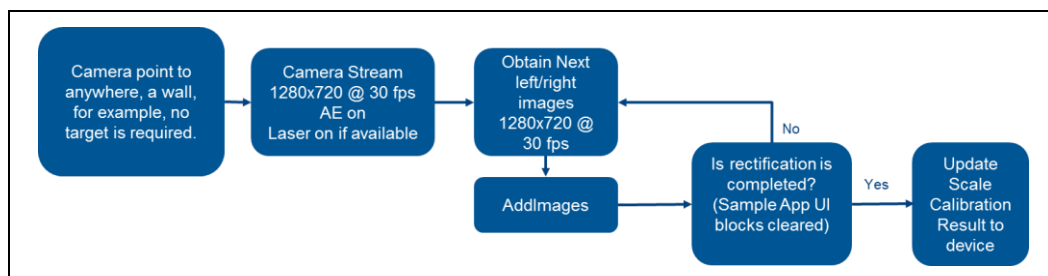 Camera point to
anywhere, a wall,
for example, no
target is required.
Camera Stream
1280x720 @ 30 fps
AE on
Laser on if available
Obtain Next
left/right
images
1280x720 @
30 fps
AddImages
No
Is rectification is
completed?
(Sample App UI
blocks cleared)
Yes
Update
Scale
Calibration
Result to
device